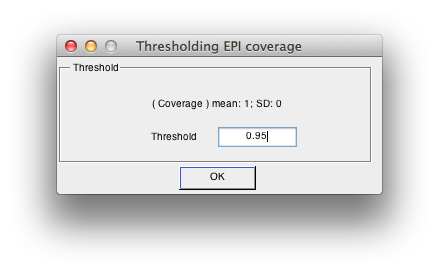 Thresholding EPI coverage
Threshold
( Coverage ) mean: 1; SD: 0
Threshold 0.95
OK